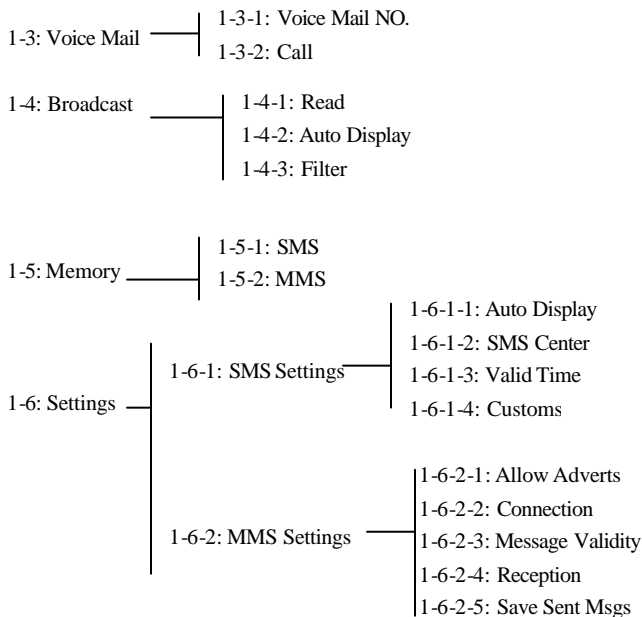 1-3: Voice Mail
1-3-1: Voice Mail NO.
1-3-2: Call
1-4: Broadcast
1-4-1: Read
1-4-2: Auto Display
1-4-3: Filter
1-5: Memory
1-5-1: SMS
1-5-2: MMS
1-6: Settings
1-6-1: SMS Settings
1-6-1-1: Auto Display
1-6-1-2: SMS Center
1-6-1-3: Valid Time
1-6-1-4: Customs
1-6-2: MMS Settings
1-6-2-1: Allow Adverts
1-6-2-2: Connection
1-6-2-3: Message Validity
1-6-2-4: Reception
1-6-2-5: Save Sent Msgs